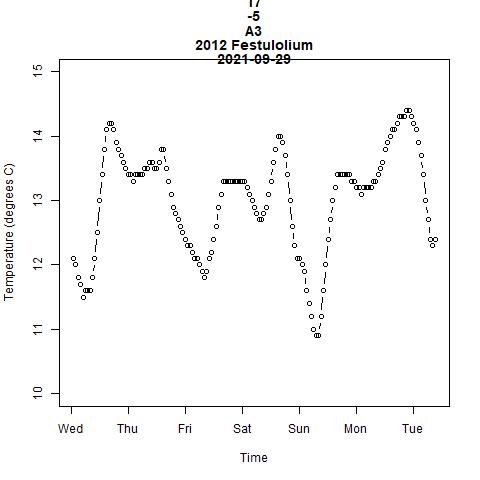 17
-5
A3
2012 Festulolium
2021-09-29
Temperature (degrees C)
15
14
13
12
11
10
Wed Thu Fri Sat Sun Mon Tue
Time